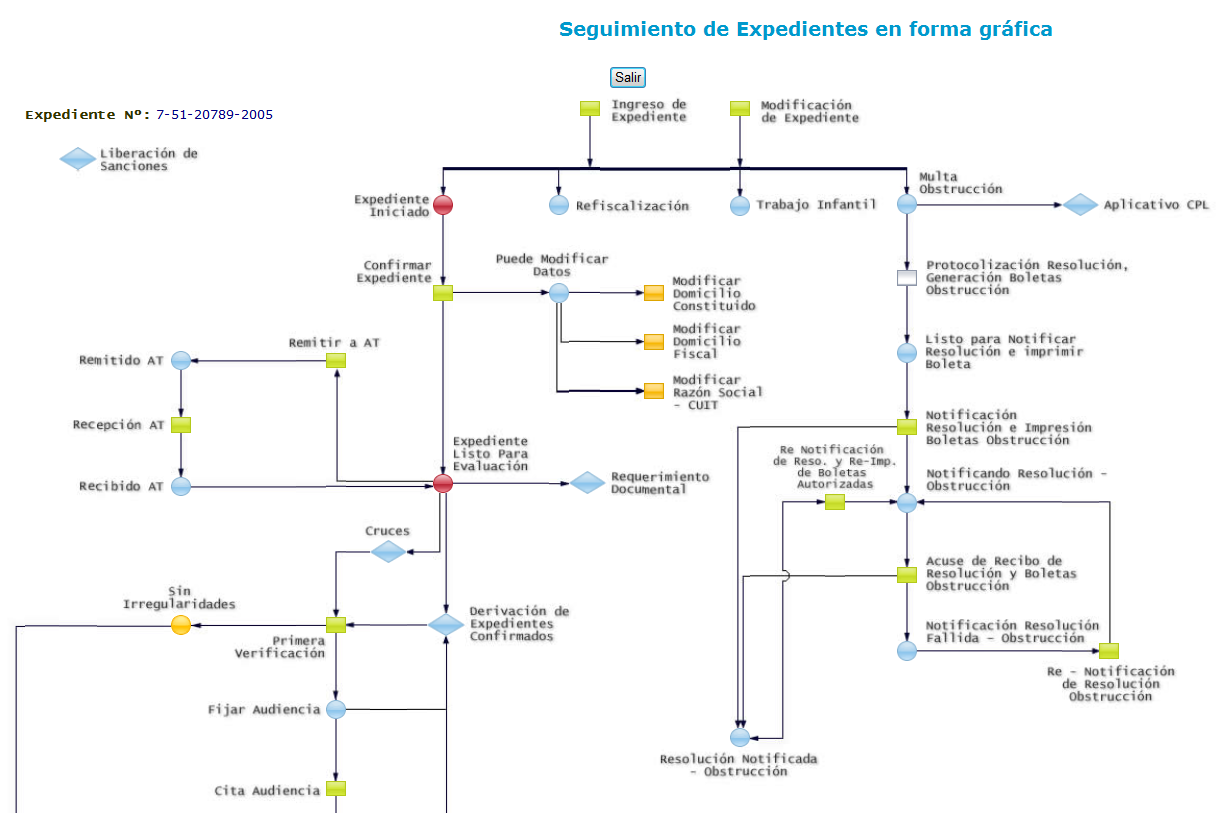 Seguimiento de Expedientes en forma gráfica
Salir
Expediente Nº: 7-51-20789-2005
Ingreso de
Expediente
Modificación
de Expediente
Liberación de
Sanciones
Expediente
Iniciado
Refiscalización
Trabajo Infantil
Multa
Obstrucción
Aplicativo CPL
Confirmar
Expediente
Puede Modificar
Datos
Modificar
Domicilio
Constituido
Modificar
Domicilio
Fiscal
Modificar
Razón Social
- CUIT
Protocolización Resolución,
Generación Boletas
Obstrucción
Listo para Notificar
Resolución e imprimir
Boleta
Remitir a AT
Remitido AT
Recepción AT
Recibido AT
Expediente
Listo Para
Evaluación
Requerimiento
Documental
Notificación
Resolución e Impresión
Boletas Obstrucción
Re Notificación
de Reso. y Re-Imp.
de Boletas
Autorizadas
Notificando Resolución -
Obstrucción
Cruces
Acuse de Recibo de
Resolución y Boletas
Obstrucción
Sin
Irregularidades
Primera
Verificación
Derivación de
Expedientes
Confirmados
Notificación Resolución
Fallida - Obstrucción
Re - Notificación
de Resolución
Obstrucción
Fijar Audiencia
Resolución Notificada
- Obstrucción
Cita Audiencia